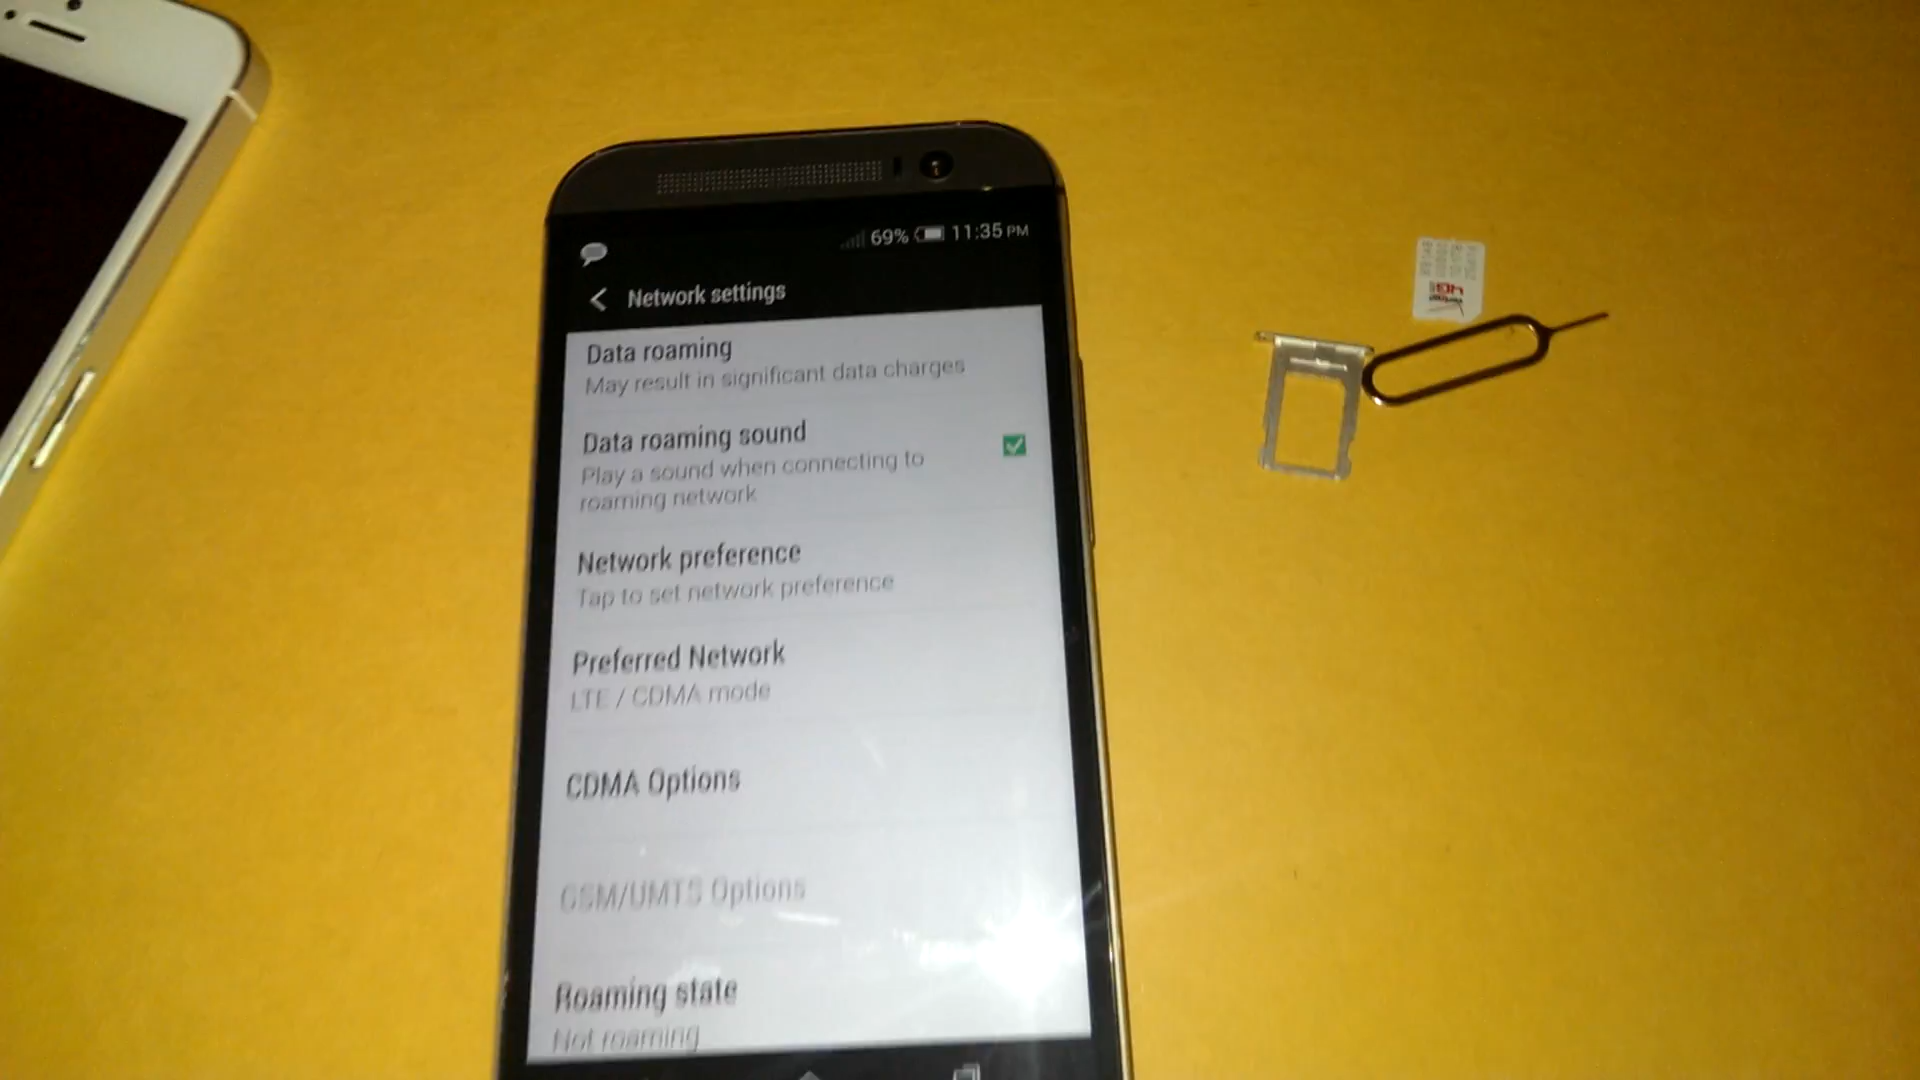 69% 11:35 PM
Network settings
Data roaming
May result in significant data charges
Data roaming sound
Play a sound when connecting to
roaming network
Network preference
Tap to set network preference
Preferred Network
LTE / CDMA mode
CDMA Options
GSM/UMTS Options
Roaming state
Not roaming
4G